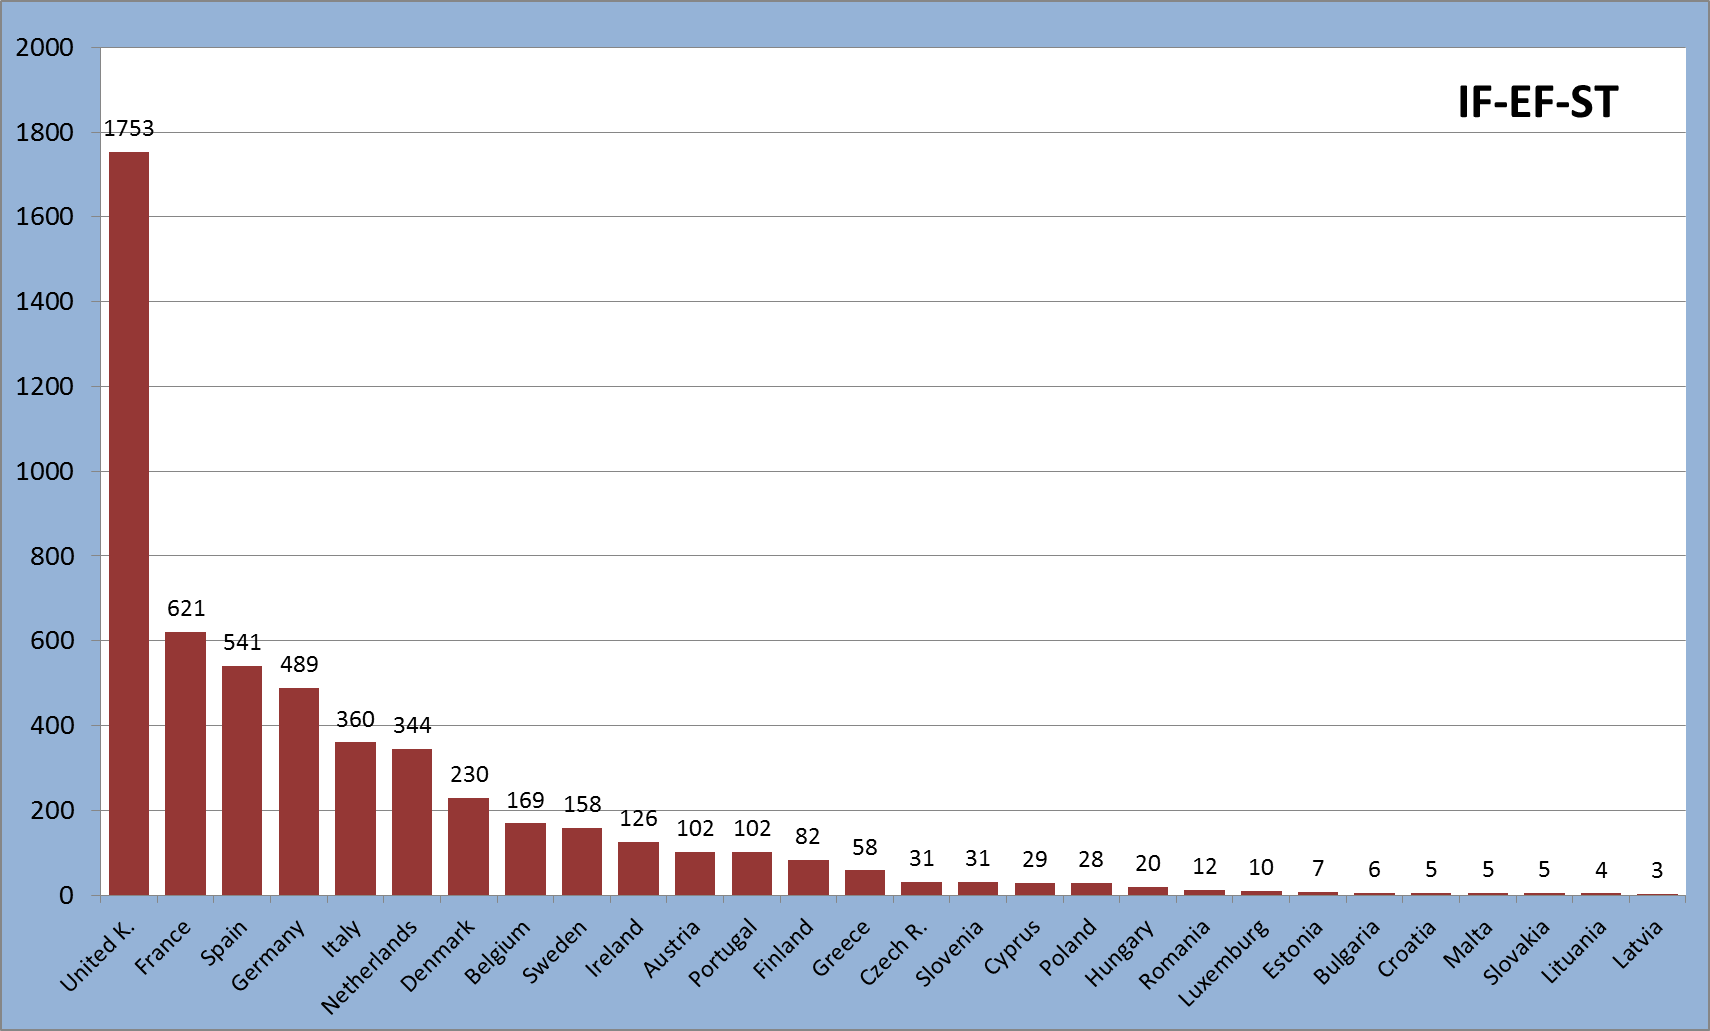 IF-EF-ST
2000
1800
1600
1400
1200
1000
800
600
400
200
0
1753
621
541
489
360
344
230
169
158
126
102
102
82
58
31
31
29
28
20
12
10
7
6
5
5
5
4
3
United K.
France
Spain
Germany
Italy
Netherlands
Denmark
Belgium
Sweden
Ireland
Austria
Portugal
Finland
Greece
Czech R.
Slovenia
Cyprus
Poland
Hungary
Romania
Luxemburg
Estonia
Bulgaria
Croatia
Malta
Slovakia
Lituania
Latvia